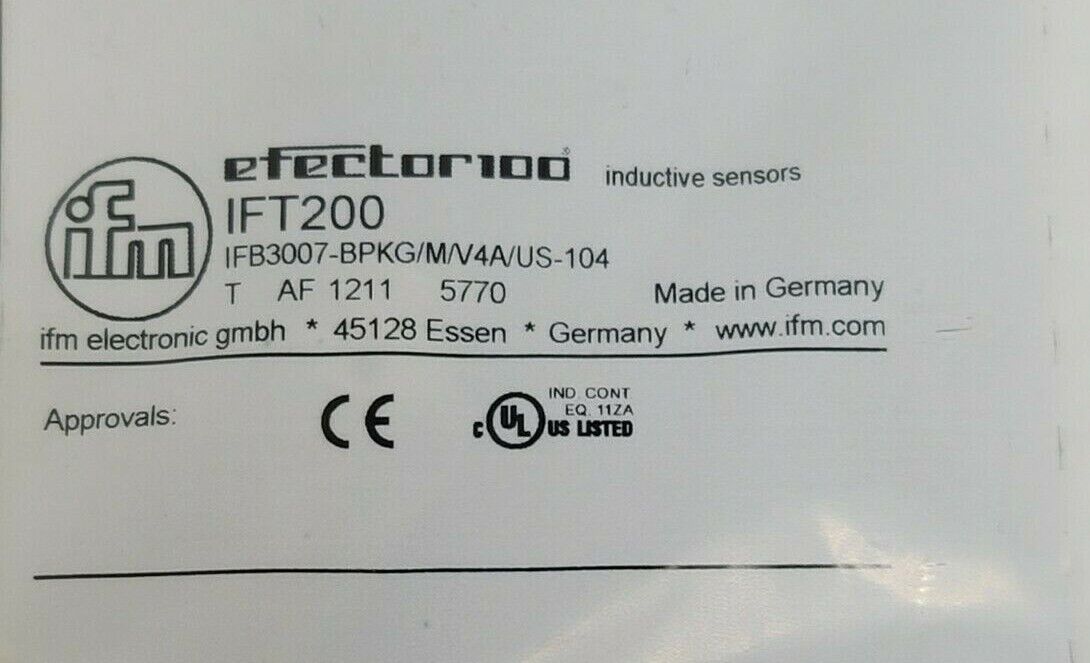 ifm
efector100® inductive sensors
IFT200
IFB3007-BPKG/M/V4A/US-104
T AF 1211 5770 Made in Germany
ifm electronic gmbh * 45128 Essen * Germany * www.ifm.com
Approvals: CE c UL US LISTED
IND. CONT
EQ. 11ZA